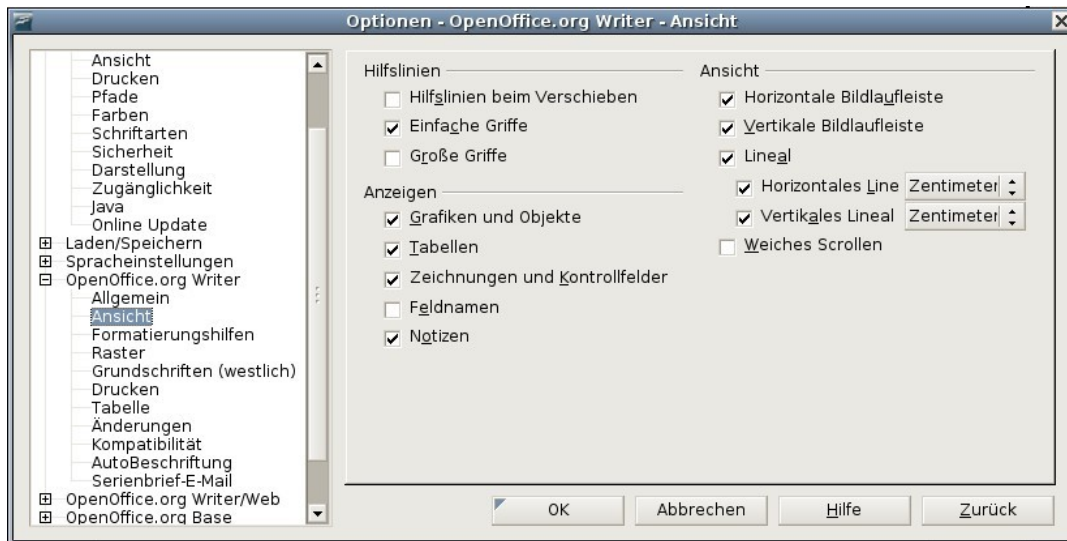 Optionen - OpenOffice.org Writer - Ansicht
Ansicht
Drucken
Pfade
Farben
Schriftarten
Sicherheit
Darstellung
Zugänglichkeit
Java
Online Update
Laden/Speichern
Spracheinstellungen
OpenOffice.org Writer
Allgemein
Ansicht
Formatierungshilfen
Raster
Grundschriften (westlich)
Drucken
Tabelle
Änderungen
Kompatibilität
AutoBeschriftung
Serienbrief-E-Mail
OpenOffice.org Writer/Web
OpenOffice.org Base
Hilfslinien
Hilfslinien beim Verschieben
Einfache Griffe
Große Griffe
Anzeigen
Grafiken und Objekte
Tabellen
Zeichnungen und Kontrollfelder
Feldnamen
Notizen
Ansicht
Horizontale Bildlaufleiste
Vertikale Bildlaufleiste
Lineal
Horizontales Line Zentimeter
Vertikales Lineal Zentimeter
Weiches Scrollen
OK Abbrechen Hilfe Zurück